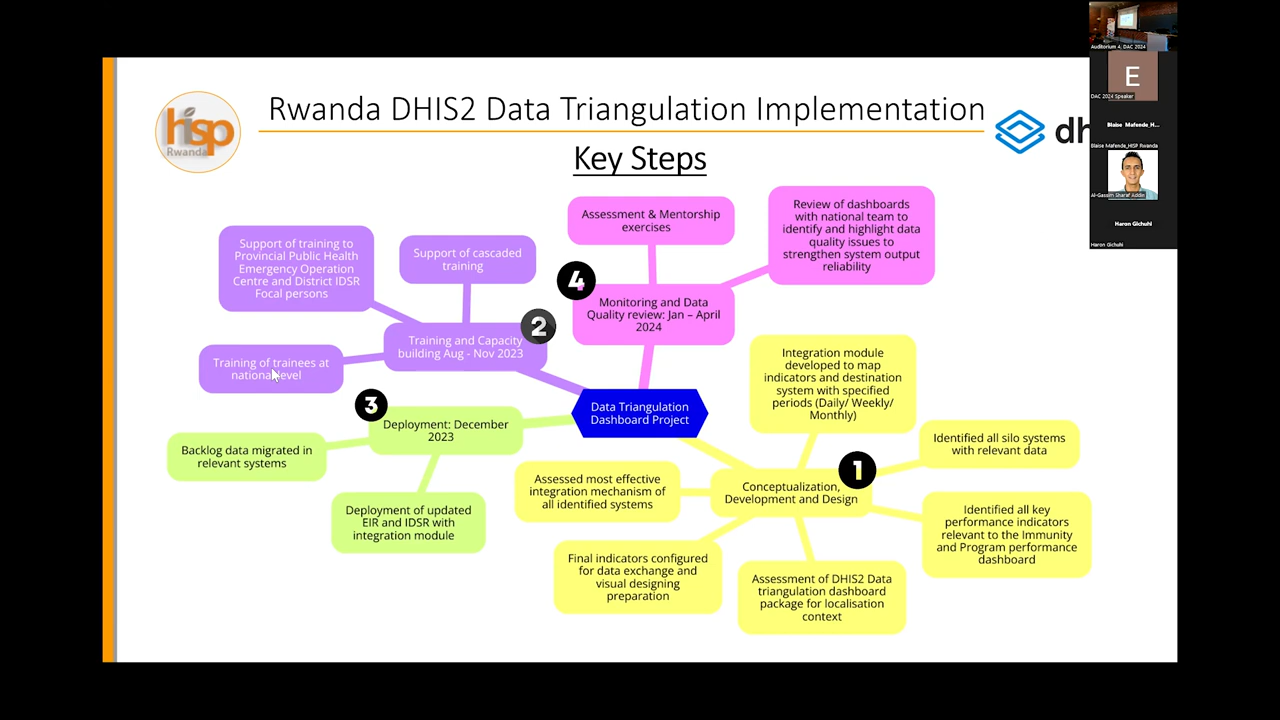 Rwanda DHIS2 Data Triangulation Implementation
Key Steps
hisp
Rwanda
dh
Auditorium 4, DAC 2024
E
DAC 2024 Speaker
Blaise Mafende_H...
Blaise Mafende_HISP Rwanda
Al-Gassim Sharaf Addin
Haron Gichuhi
Haron Gichuhi
Conceptualization,
Development and Design
1
Integration module
developed to map
indicators and destination
system with specified
periods (Daily/ Weekly/
Monthly)
Identified all silo systems
with relevant data
Identified all key
performance indicators
relevant to the Immunity
and Program performance
dashboard
Assessment of DHIS2 Data
triangulation dashboard
package for localisation
context
Final indicators configured
for data exchange and
visual designing
preparation
Assessed most effective
integration mechanism of
all identified systems
Data Triangulation
Dashboard Project
2
Training and Capacity
building Aug - Nov 2023
Support of training to
Provincial Public Health
Emergency Operation
Centre and District IDSR
Focal persons
Support of cascaded
training
Training of trainees at
national level
3
Deployment: December
2023
Backlog data migrated in
relevant systems
Deployment of updated
EIR and IDSR with
integration module
4
Monitoring and Data
Quality review: Jan – April
2024
Assessment & Mentorship
exercises
Review of dashboards
with national team to
identify and highlight data
quality issues to
strengthen system output
reliability